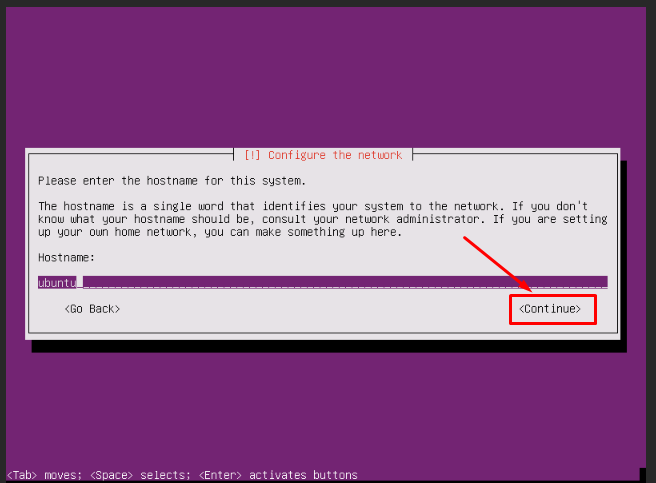 [!] Configure the network
Please enter the hostname for this system.
The hostname is a single word that identifies your system to the network. If you don't
know what your hostname should be, consult your network administrator. If you are setting
up your own home network, you can make something up here.
Hostname:
ubuntu
<Go Back> <Continue>
<Tab> moves; <Space> selects; <Enter> activates buttons